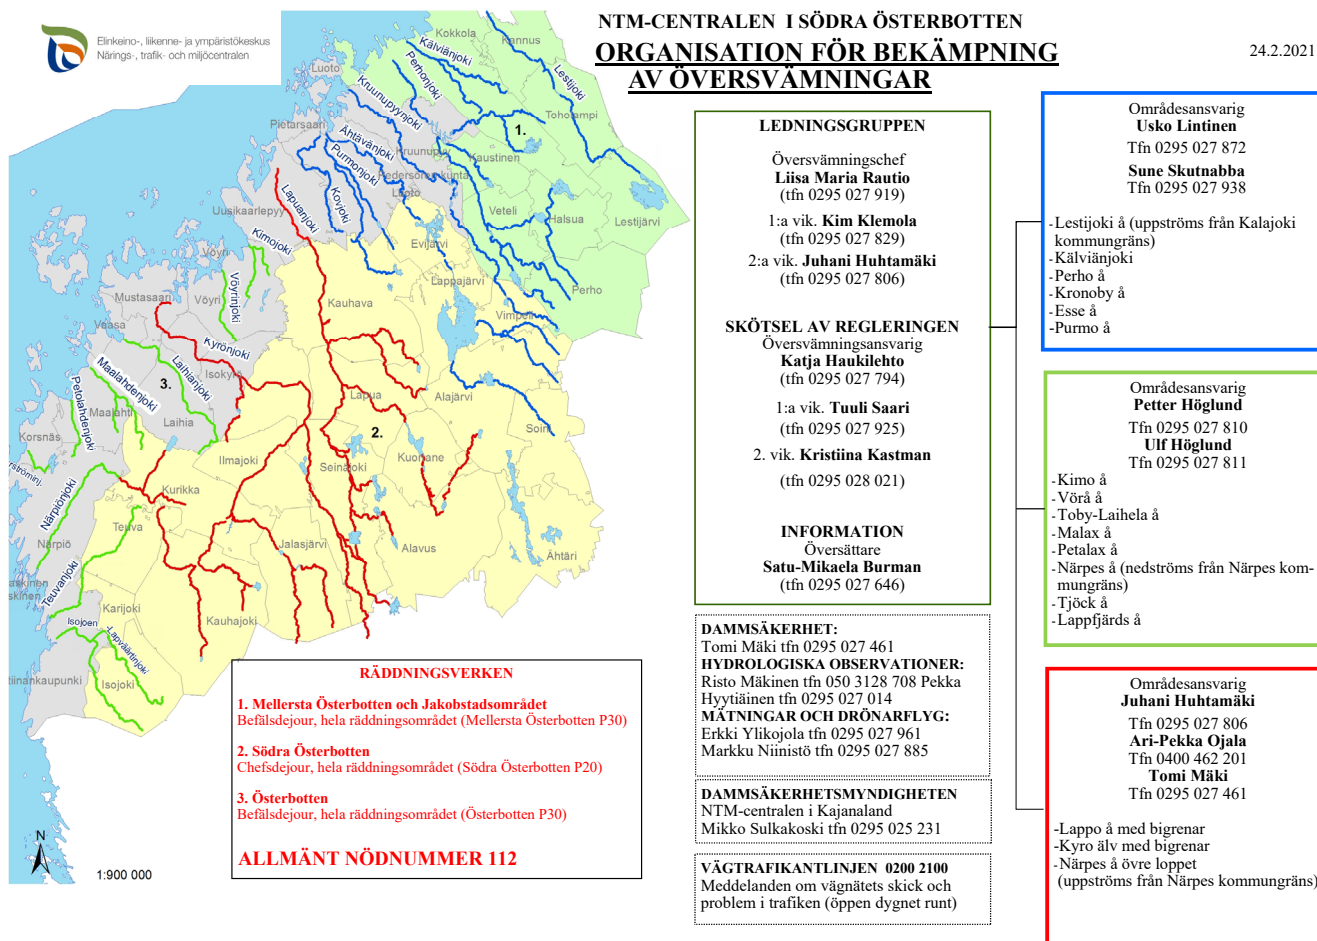 Elinkeino-, liikenne- ja ympäristökeskus
Närings-, trafik- och miljöcentralen
NTM-CENTRALEN I SÖDRA ÖSTERBOTTEN
ORGANISATION FÖR BEKÄMPNING
AV ÖVERSVÄMNINGAR
24.2.2021
Kokkola
Kannus
Kälviänjoki
Lestijoki
Luoto
Perhonjoki
Kruunupyynjoki
Toholampi
1.
Pietarsaari
Ähtävänjoki
Kruunupyy
Kaustinen
Purmonjoki
Pedersören kunta
Luoto
Lapuanjoki
Kovjoki
Veteli
Halsua
Lestijärvi
Uusikaarlepyy
Kimojoki
Evijärvi
Vöyri
Lappajärvi
Perho
Mustasaari
Vöyri
Vöyrinjoki
Kauhava
Vimpeli
Vaasa
Kyrönjoki
Maalahdenjoki
Laihianjoki
Isokyrö
3.
Petolahdenjoki
Maalahti
Lapua
Alajärvi
Laihia
Korsnäs
2.
Soini
Ilmajoki
Seinäjoki
Kuortane
Närpiönjoki
Kurikka
Teuva
Närpiö
Jalasjärvi
Alavus
Ähtäri
Teuvanjoki
Karijoki
Kauhajoki
Isojoen
-Lapväärtinjoki
Isojoki
N
1:900 000
RÄDDNINGSVERKEN
1. Mellersta Österbotten och Jakobstadsområdet
Befälsdejour, hela räddningsområdet (Mellersta Österbotten P30)
2. Södra Österbotten
Chefsdejour, hela räddningsområdet (Södra Österbotten P20)
3. Österbotten
Befälsdejour, hela räddningsområdet (Österbotten P30)
ALLMÄNT NÖDNUMMER 112
LEDNINGSGRUPPEN
Översvämningschef
Liisa Maria Rautio
(tfn 0295 027 919)
1:a vik. Kim Klemola
(tfn 0295 027 829)
2:a vik. Juhani Huhtamäki
(tfn 0295 027 806)
SKÖTSEL AV REGLERINGEN
Översvämningsansvarig
Katja Haukilehto
(tfn 0295 027 794)
1:a vik. Tuuli Saari
(tfn 0295 027 925)
2. vik. Kristiina Kastman
(tfn 0295 028 021)
INFORMATION
Översättare
Satu-Mikaela Burman
(tfn 0295 027 646)
DAMMSÄKERHET:
Tomi Mäki tfn 0295 027 461
HYDROLOGISKA OBSERVATIONER:
Risto Mäkinen tfn 050 3128 708 Pekka
Hyytiäinen tfn 0295 027 014
MÄTNINGAR OCH DRÖNARFLYG:
Erkki Ylikojola tfn 0295 027 961
Markku Niinistö tfn 0295 027 885
DAMMSÄKERHETSMYNDIGHETEN
NTM-centralen i Kajanaland
Mikko Sulkakoski tfn 0295 025 231
VÄGTRAFIKANTLINJEN 0200 2100
Meddelanden om vägnätets skick och
problem i trafiken (öppen dygnet runt)
Områdesansvarig
Usko Lintinen
Tfn 0295 027 872
Sune Skutnabba
Tfn 0295 027 938
-Lestijoki å (uppströms från Kalajoki
kommungräns)
-Kälviänjoki
-Perho å
-Kronoby å
-Esse å
-Purmo å
Områdesansvarig
Petter Höglund
Tfn 0295 027 810
Ulf Höglund
Tfn 0295 027 811
-Kimo å
-Vörå å
-Toby-Laihela å
-Malax å
-Petalax å
-Närpes å (nedströms från Närpes kom-
mungräns)
-Tjöck å
-Lappfjärds å
Områdesansvarig
Juhani Huhtamäki
Tfn 0295 027 806
Ari-Pekka Ojala
Tfn 0400 462 201
Tomi Mäki
Tfn 0295 027 461
-Lappo å med bigrenar
-Kyro älv med bigrenar
-Närpes å övre loppet
(uppströms från Närpes kommungräns)